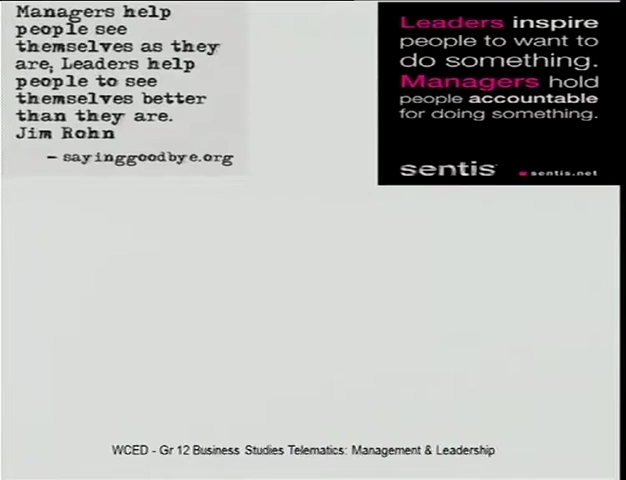 Managers help
people see
themselves as they
are, Leaders help
people to see
themselves better
than they are.
Jim Rohn
– sayinggoodbye.org
Leaders inspire
people to want to
do something.
Managers hold
people accountable
for doing something.
sentis
sentis.net
WCED - Gr 12 Business Studies Telematics: Management & Leadership